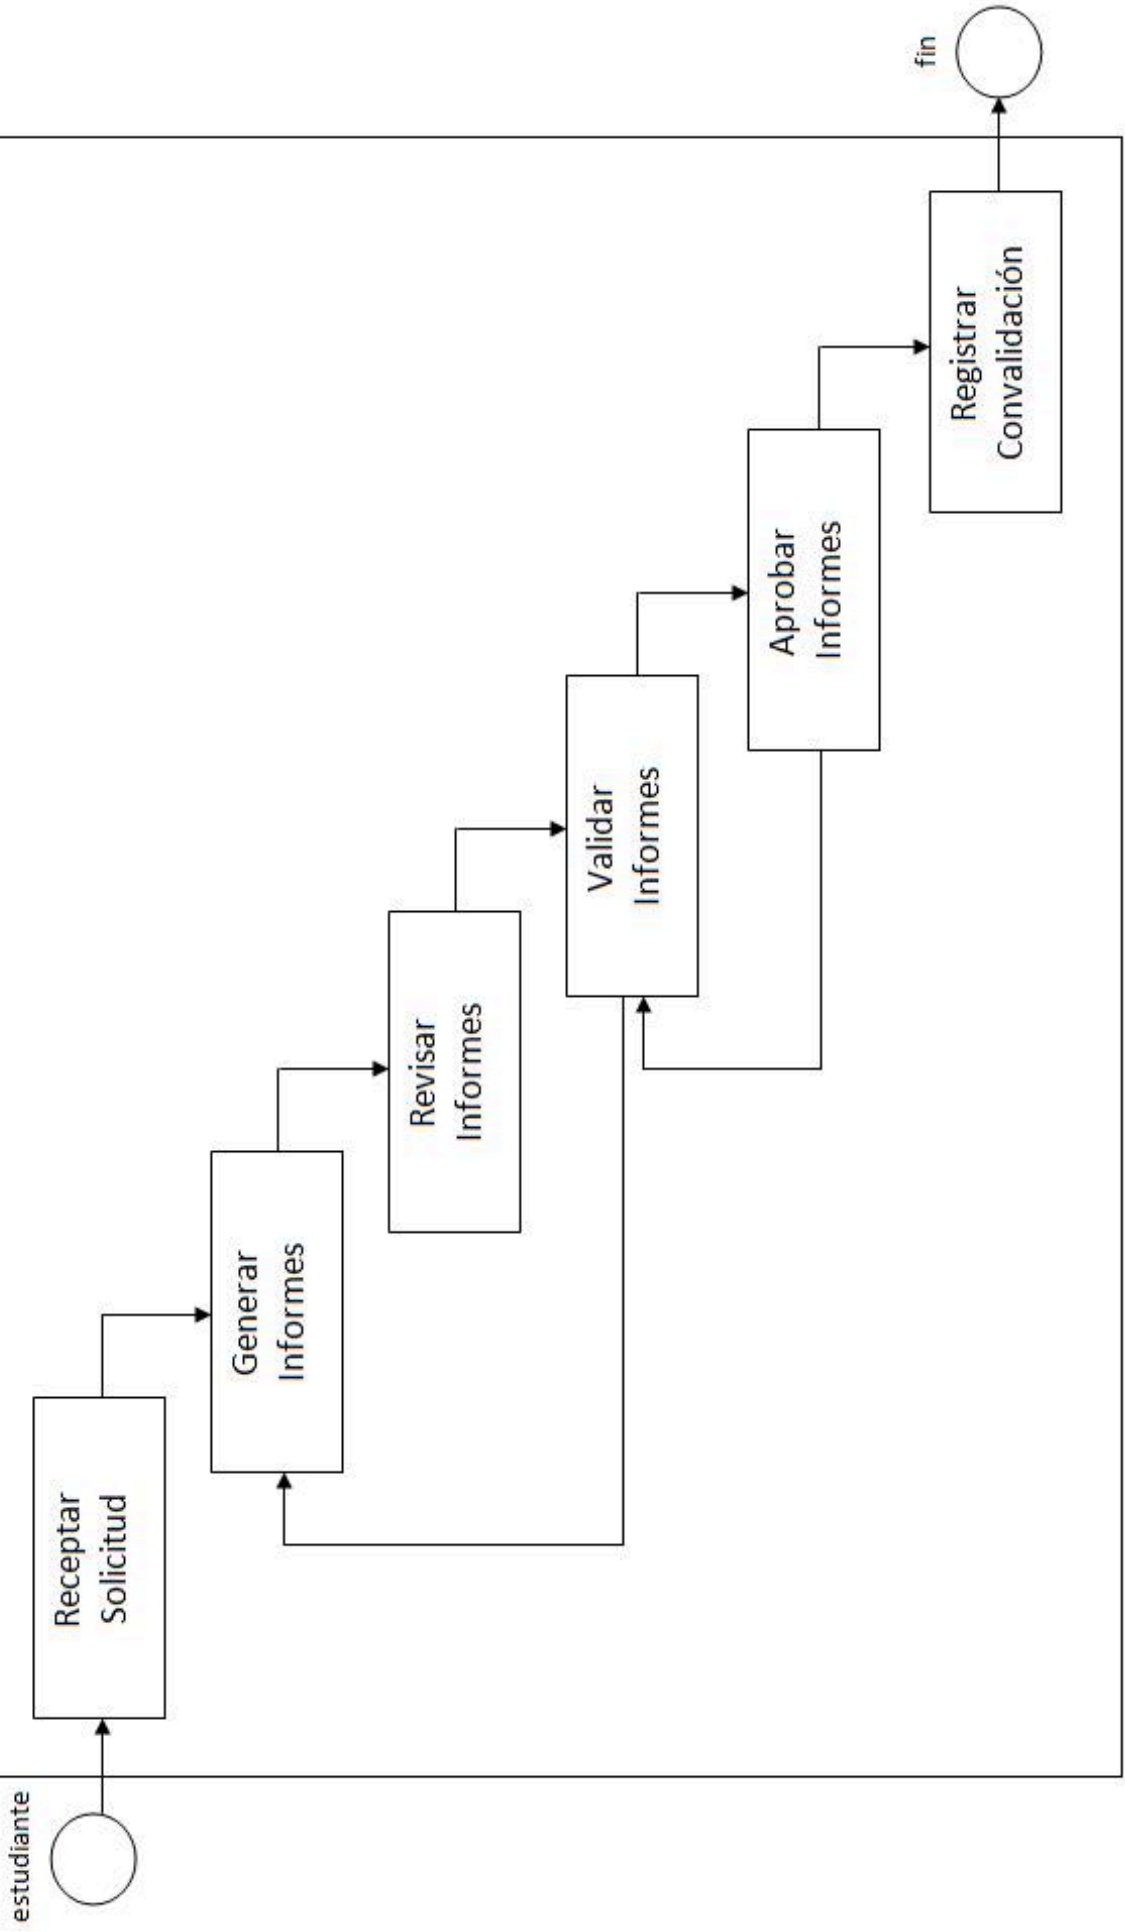 estudiante
Receptar
Solicitud
Generar
Informes
Revisar
Informes
Validar
Informes
Aprobar
Informes
Registrar
Convalidación
fin